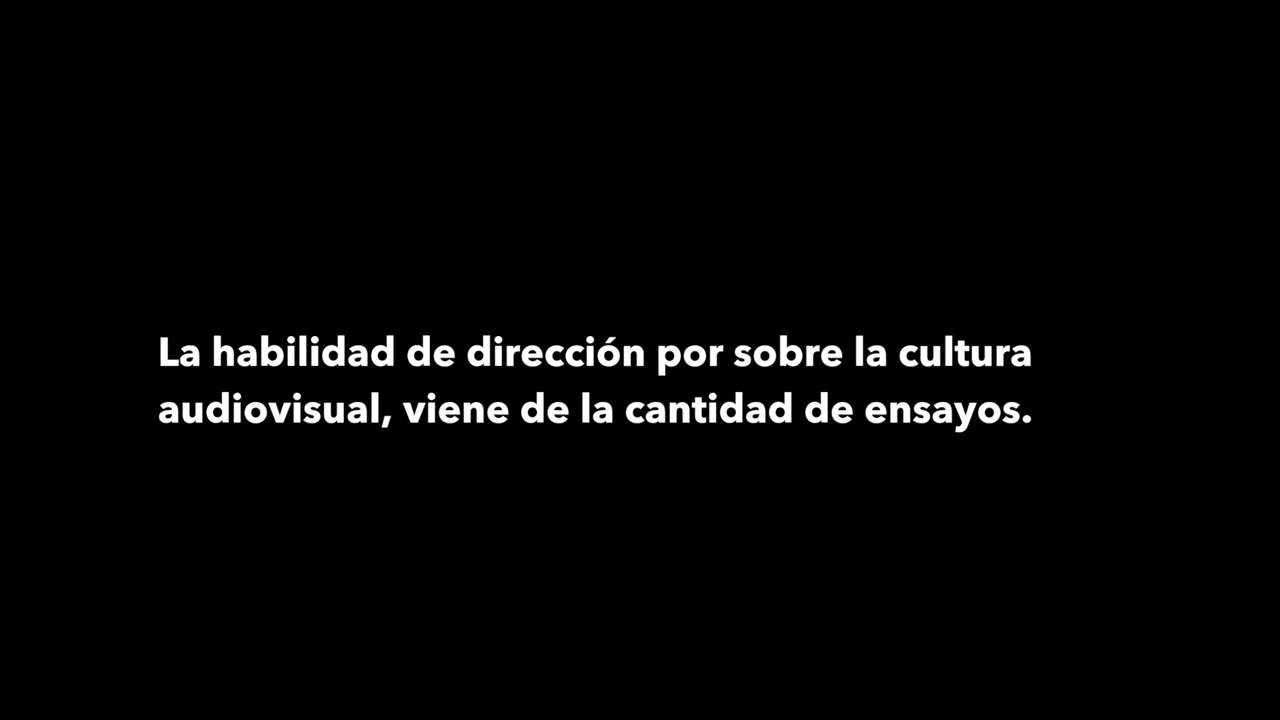 La habilidad de dirección por sobre la cultura
audiovisual, viene de la cantidad de ensayos.